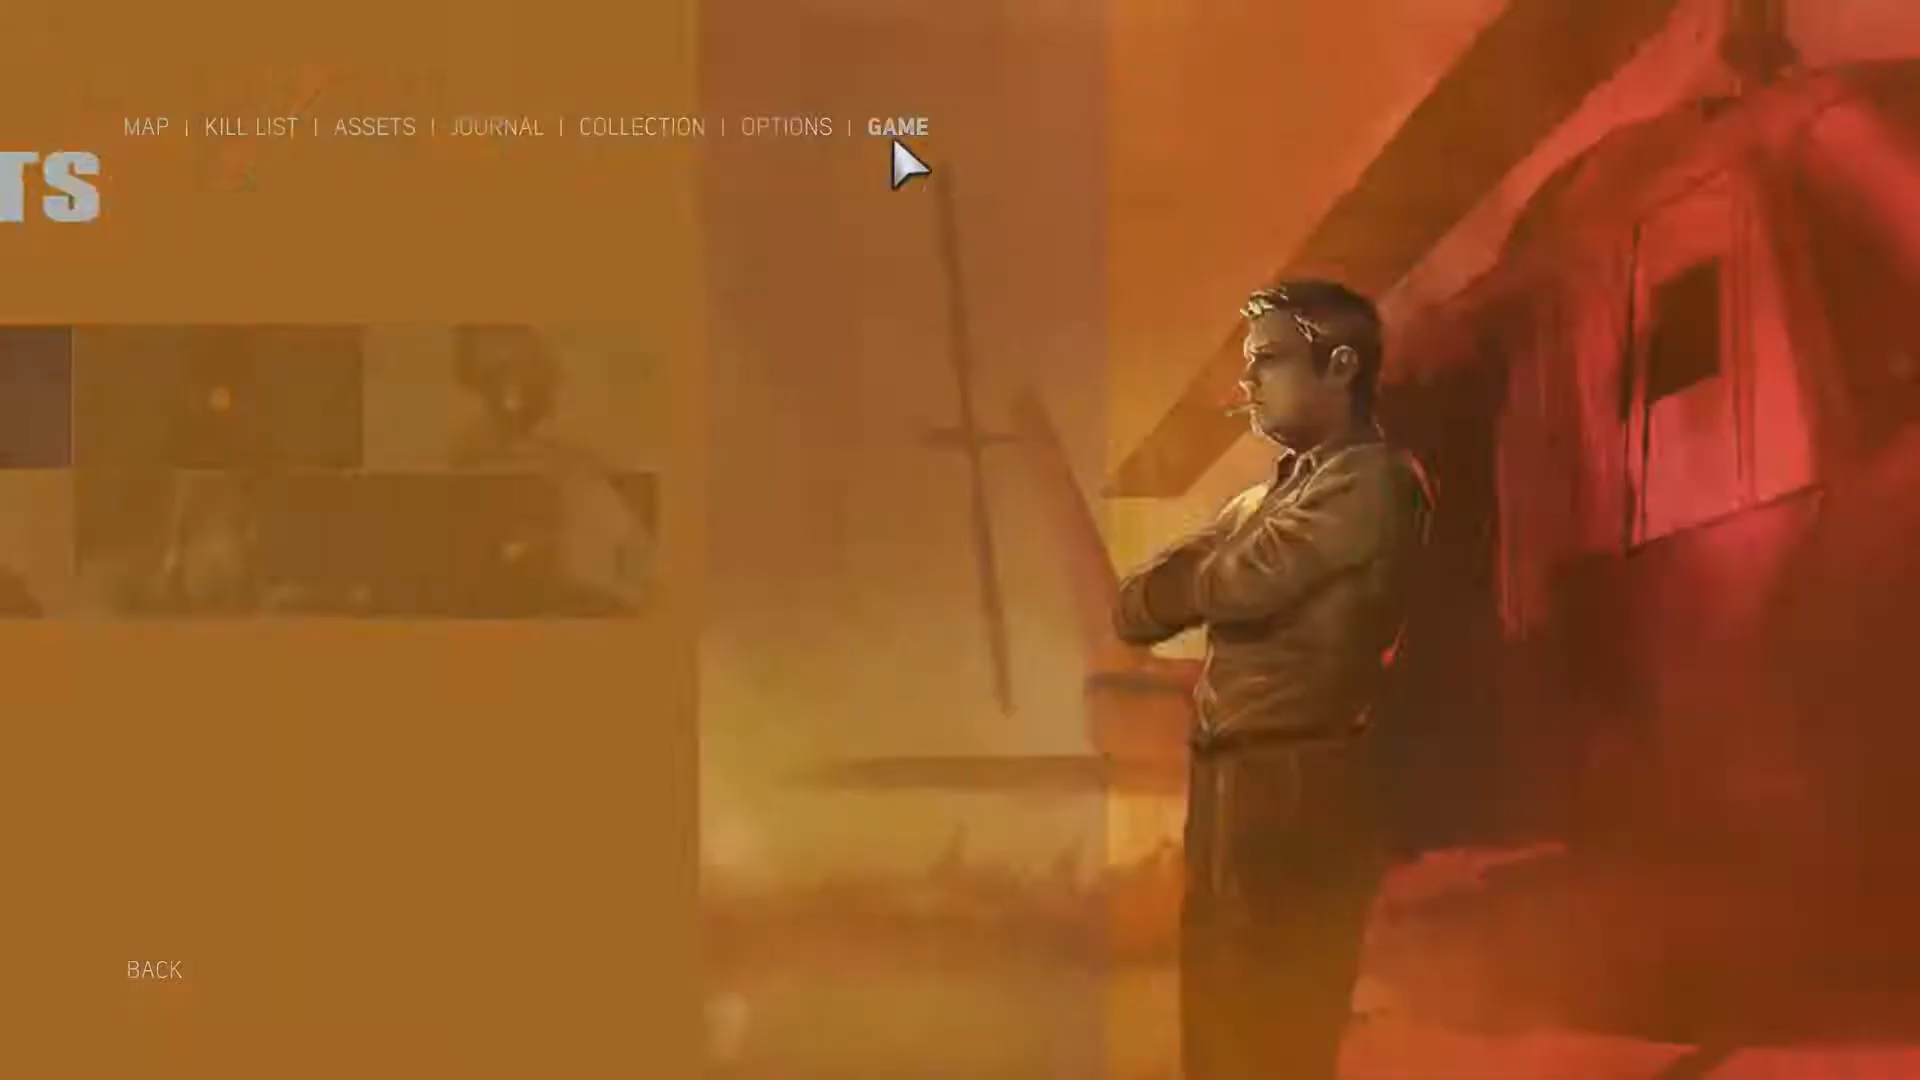 MAP | KILL LIST | ASSETS | JOURNAL | COLLECTION | OPTIONS | GAME
TS
BACK